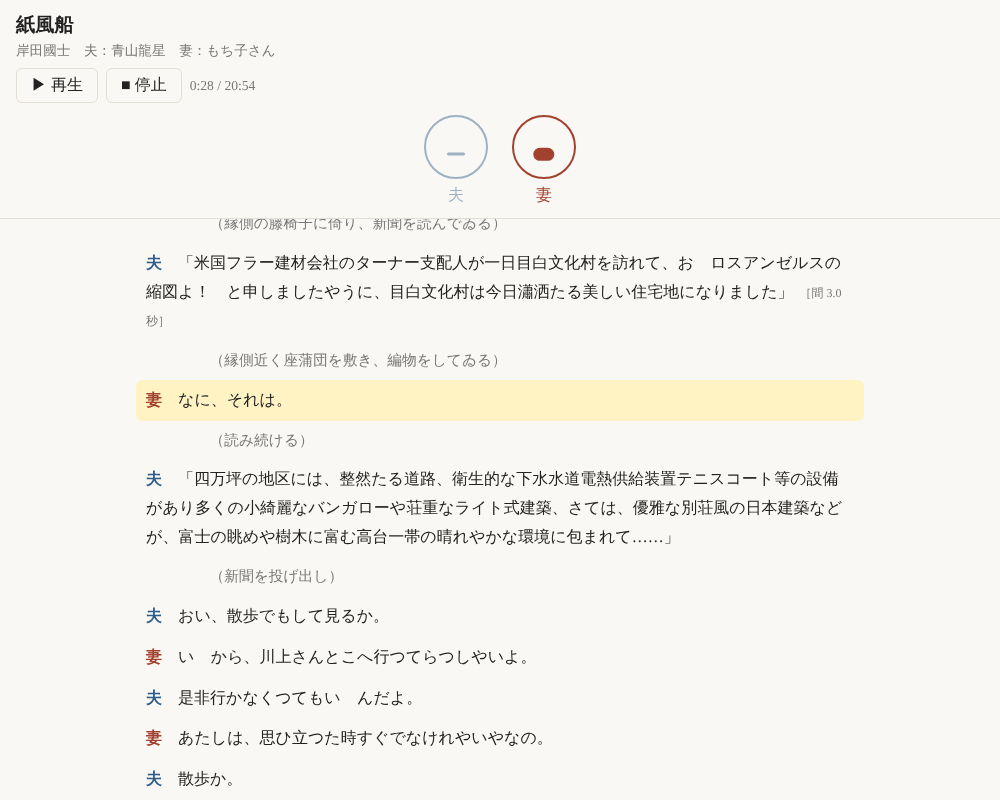 紙風船
岸田國士　夫：青山龍星　妻：もち子さん
▶ 再生　■ 停止　0:28 / 20:54
夫　妻
（縁側の籐椅子に倚り、新聞を読んでゐる）
夫　「米国フラー建材会社のターナー支配人が一日目白文化村を訪れて、お　ロスアンゼルスの
縮図よ！　と申しましたやうに、目白文化村は今日瀟洒たる美しい住宅地になりました」　［間 3.0
秒］
（縁側近く座蒲団を敷き、編物をしてゐる）
妻　なに、それは。
（読み続ける）
夫　「四万坪の地区には、整然たる道路、衛生的な下水水道電熱供給装置テニスコート等の設備
があり多くの小綺麗なバンガローや荘重なライト式建築、さては、優雅な別荘風の日本建築など
が、富士の眺めや樹木に富む高台一帯の晴れやかな環境に包まれて……」
（新聞を投げ出し）
夫　おい、散歩でもして見るか。
妻　い　から、川上さんとこへ行つてらつしやいよ。
夫　是非行かなくつてもい　んだよ。
妻　あたしは、思ひ立つた時すぐでなけれやいやなの。
夫　散歩か。